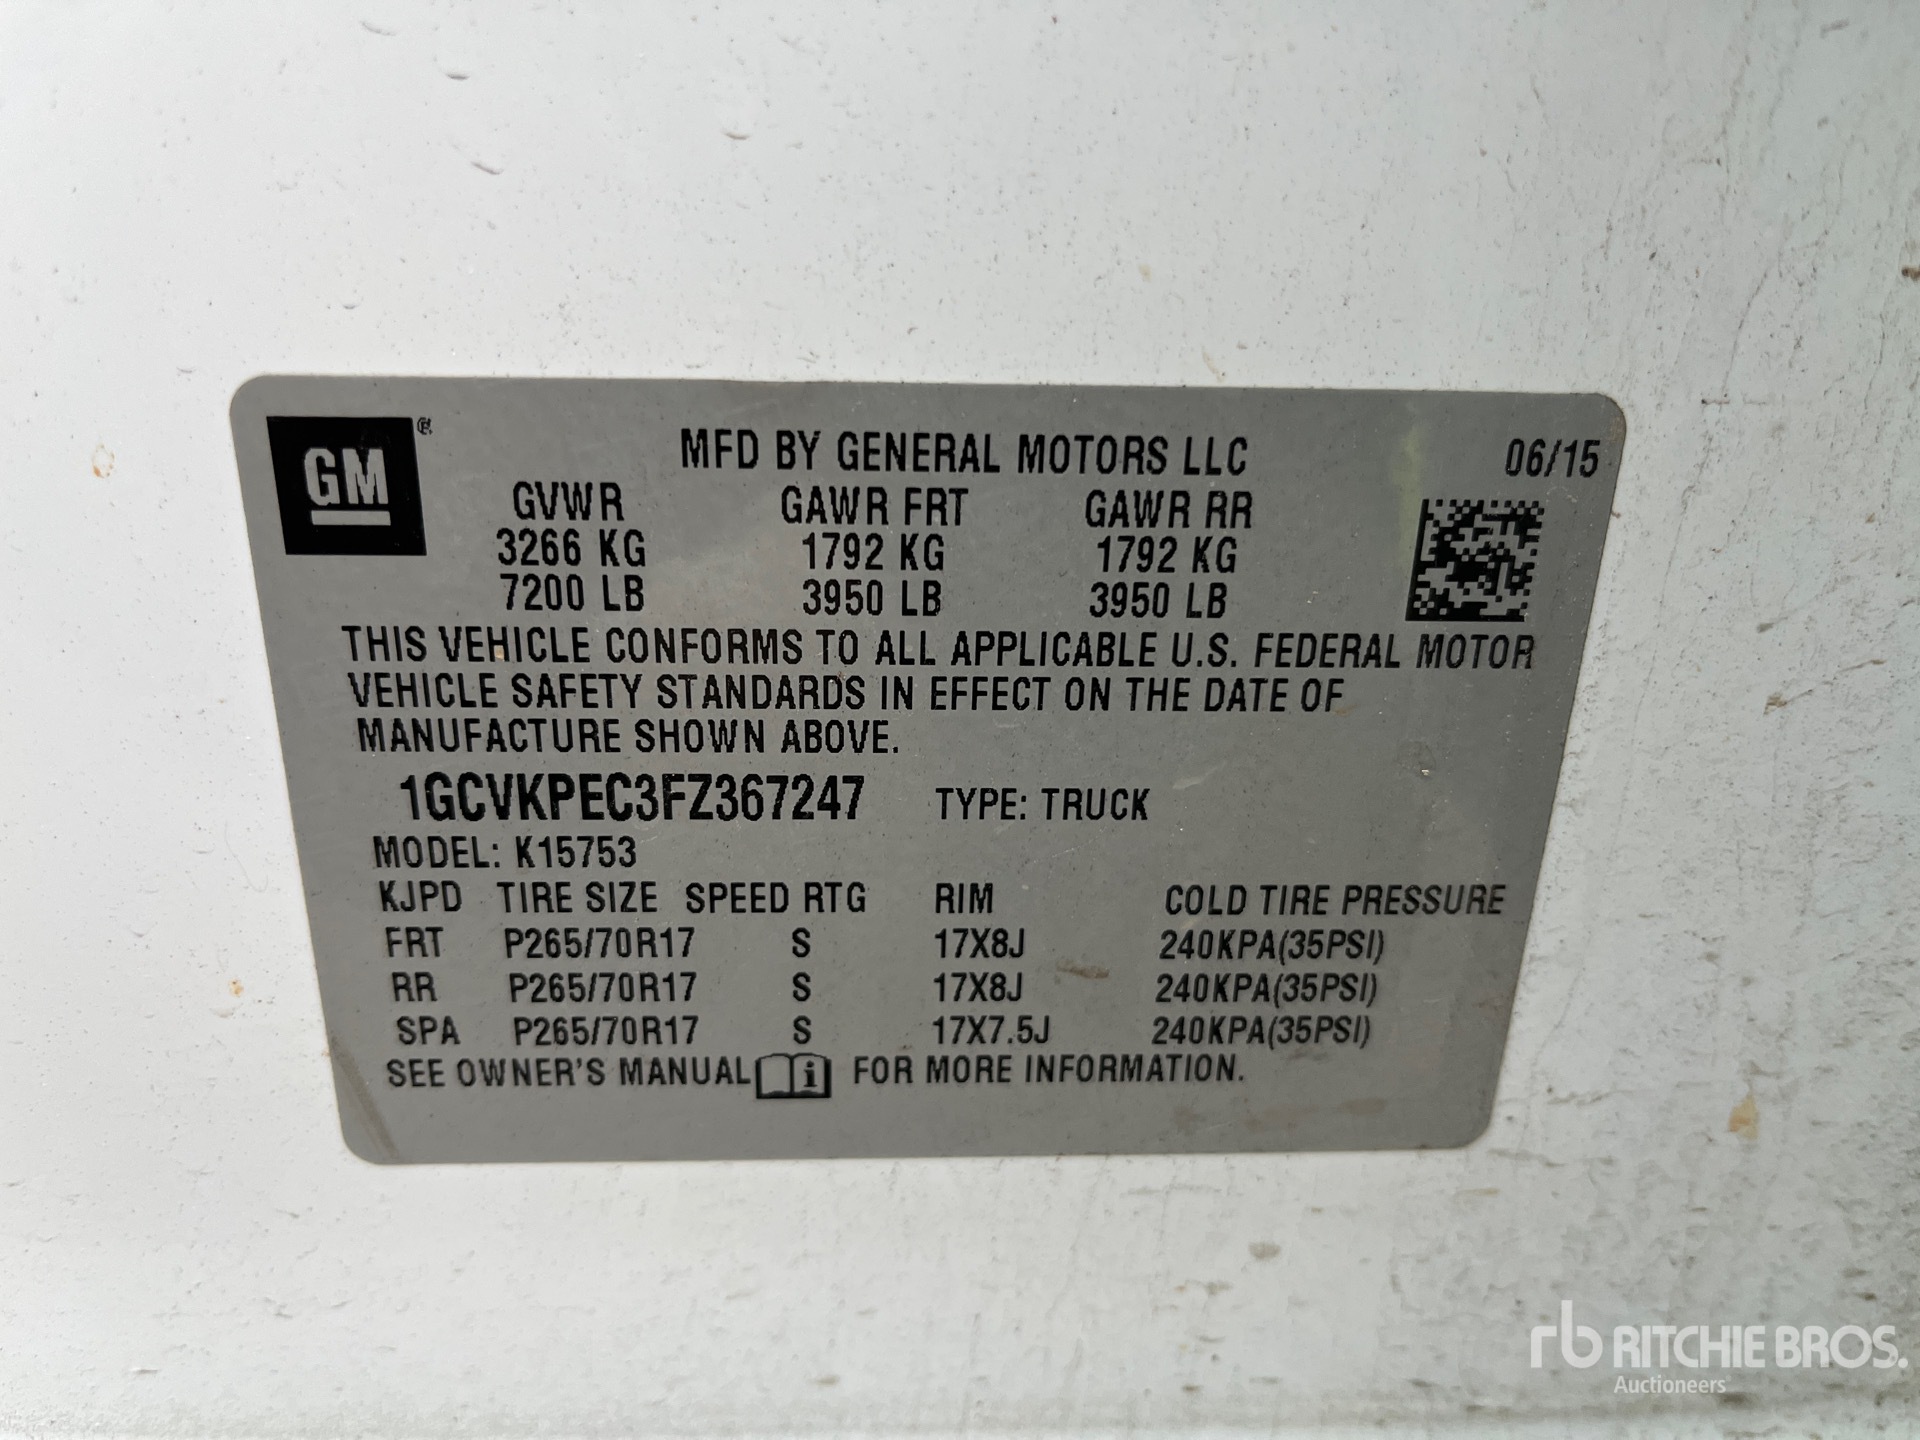 GM ®
MFD BY GENERAL MOTORS LLC 06/15
GVWR GAWR FRT GAWR RR
3266 KG 1792 KG 1792 KG
7200 LB 3950 LB 3950 LB
THIS VEHICLE CONFORMS TO ALL APPLICABLE U.S. FEDERAL MOTOR
VEHICLE SAFETY STANDARDS IN EFFECT ON THE DATE OF
MANUFACTURE SHOWN ABOVE.
1GCVKPEC3FZ367247 TYPE: TRUCK
MODEL: K15753
KJPD TIRE SIZE SPEED RTG RIM COLD TIRE PRESSURE
FRT P265/70R17 S 17X8J 240KPA(35PSI)
RR P265/70R17 S 17X8J 240KPA(35PSI)
SPA P265/70R17 S 17X7.5J 240KPA(35PSI)
SEE OWNER'S MANUAL i FOR MORE INFORMATION.
rb RITCHIE BROS.
Auctioneers